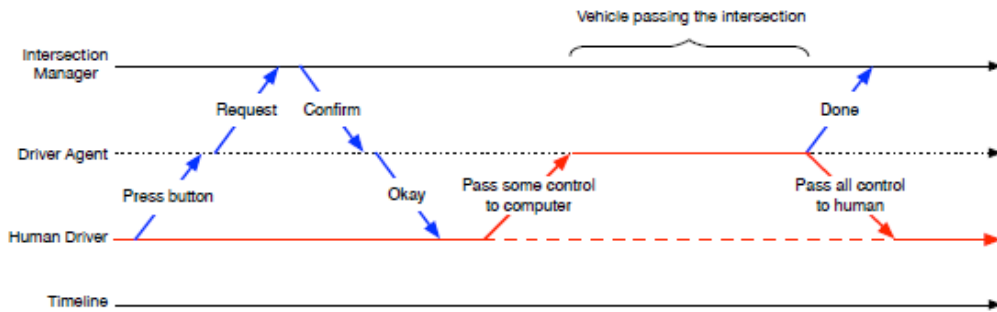 Vehicle passing the intersection
Intersection
Manager
Request
Confirm
Done
Driver Agent
Press button
Okay
Pass some control
to computer
Pass all control
to human
Human Driver
Timeline